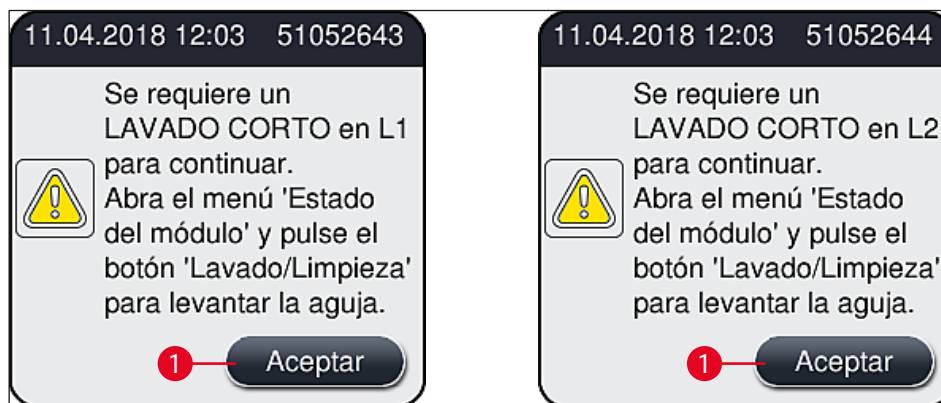 11.04.2018 12:03 51052643
Se requiere un
LAVADO CORTO en L1
para continuar.
Abra el menú 'Estado
del módulo' y pulse el
botón 'Lavado/Limpieza'
para levantar la aguja.
1 Aceptar
11.04.2018 12:03 51052644
Se requiere un
LAVADO CORTO en L2
para continuar.
Abra el menú 'Estado
del módulo' y pulse el
botón 'Lavado/Limpieza'
para levantar la aguja.
1 Aceptar